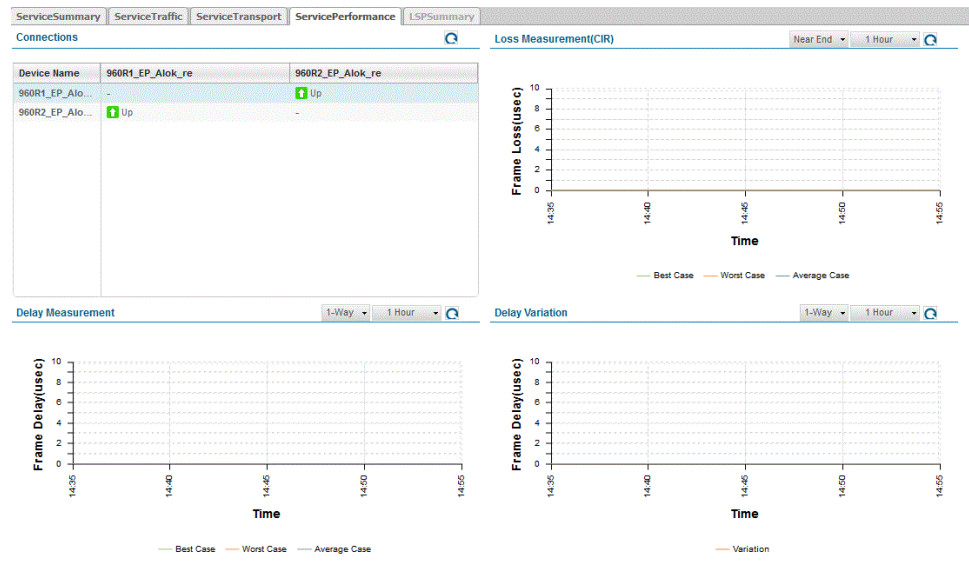 ServiceSummary ServiceTraffic ServiceTransport ServicePerformance LSPSummary
Connections
Device Name 960R1_EP_Alok_re 960R2_EP_Alok_re
960R1_EP_Alo... - Up
960R2_EP_Alo... Up -
Loss Measurement(CIR) Near End 1 Hour
Frame Loss(usec)
10
8
6
4
2
0
14:35 14:40 14:45 14:50 14:55
Time
Best Case Worst Case Average Case
Delay Measurement 1-Way 1 Hour
Frame Delay(usec)
10
8
6
4
2
0
14:35 14:40 14:45 14:50 14:55
Time
Best Case Worst Case Average Case
Delay Variation 1-Way 1 Hour
Frame Delay(usec)
10
8
6
4
2
0
14:35 14:40 14:45 14:50 14:55
Time
Variation